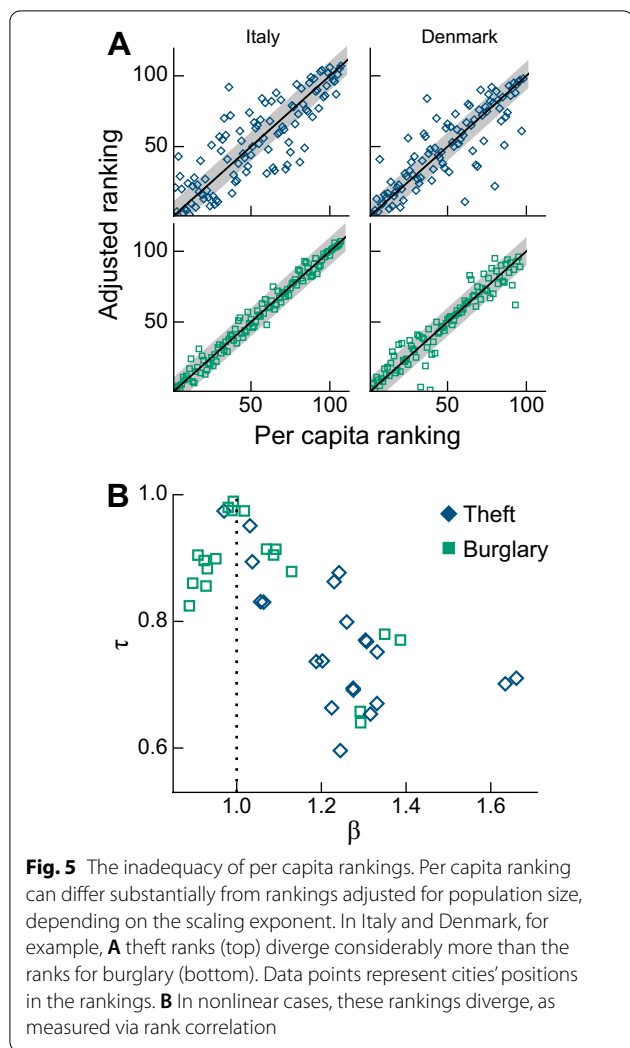 A
Italy
Denmark
Adjusted ranking
100
50
100
50
50
100
50
100
Per capita ranking
B
1.0
0.8
0.6
τ
Theft
Burglary
1.0
1.2
1.4
1.6
β
Fig. 5 The inadequacy of per capita rankings. Per capita ranking
can differ substantially from rankings adjusted for population size,
depending on the scaling exponent. In Italy and Denmark, for
example, A theft ranks (top) diverge considerably more than the
ranks for burglary (bottom). Data points represent cities’ positions
in the rankings. B In nonlinear cases, these rankings diverge, as
measured via rank correlation